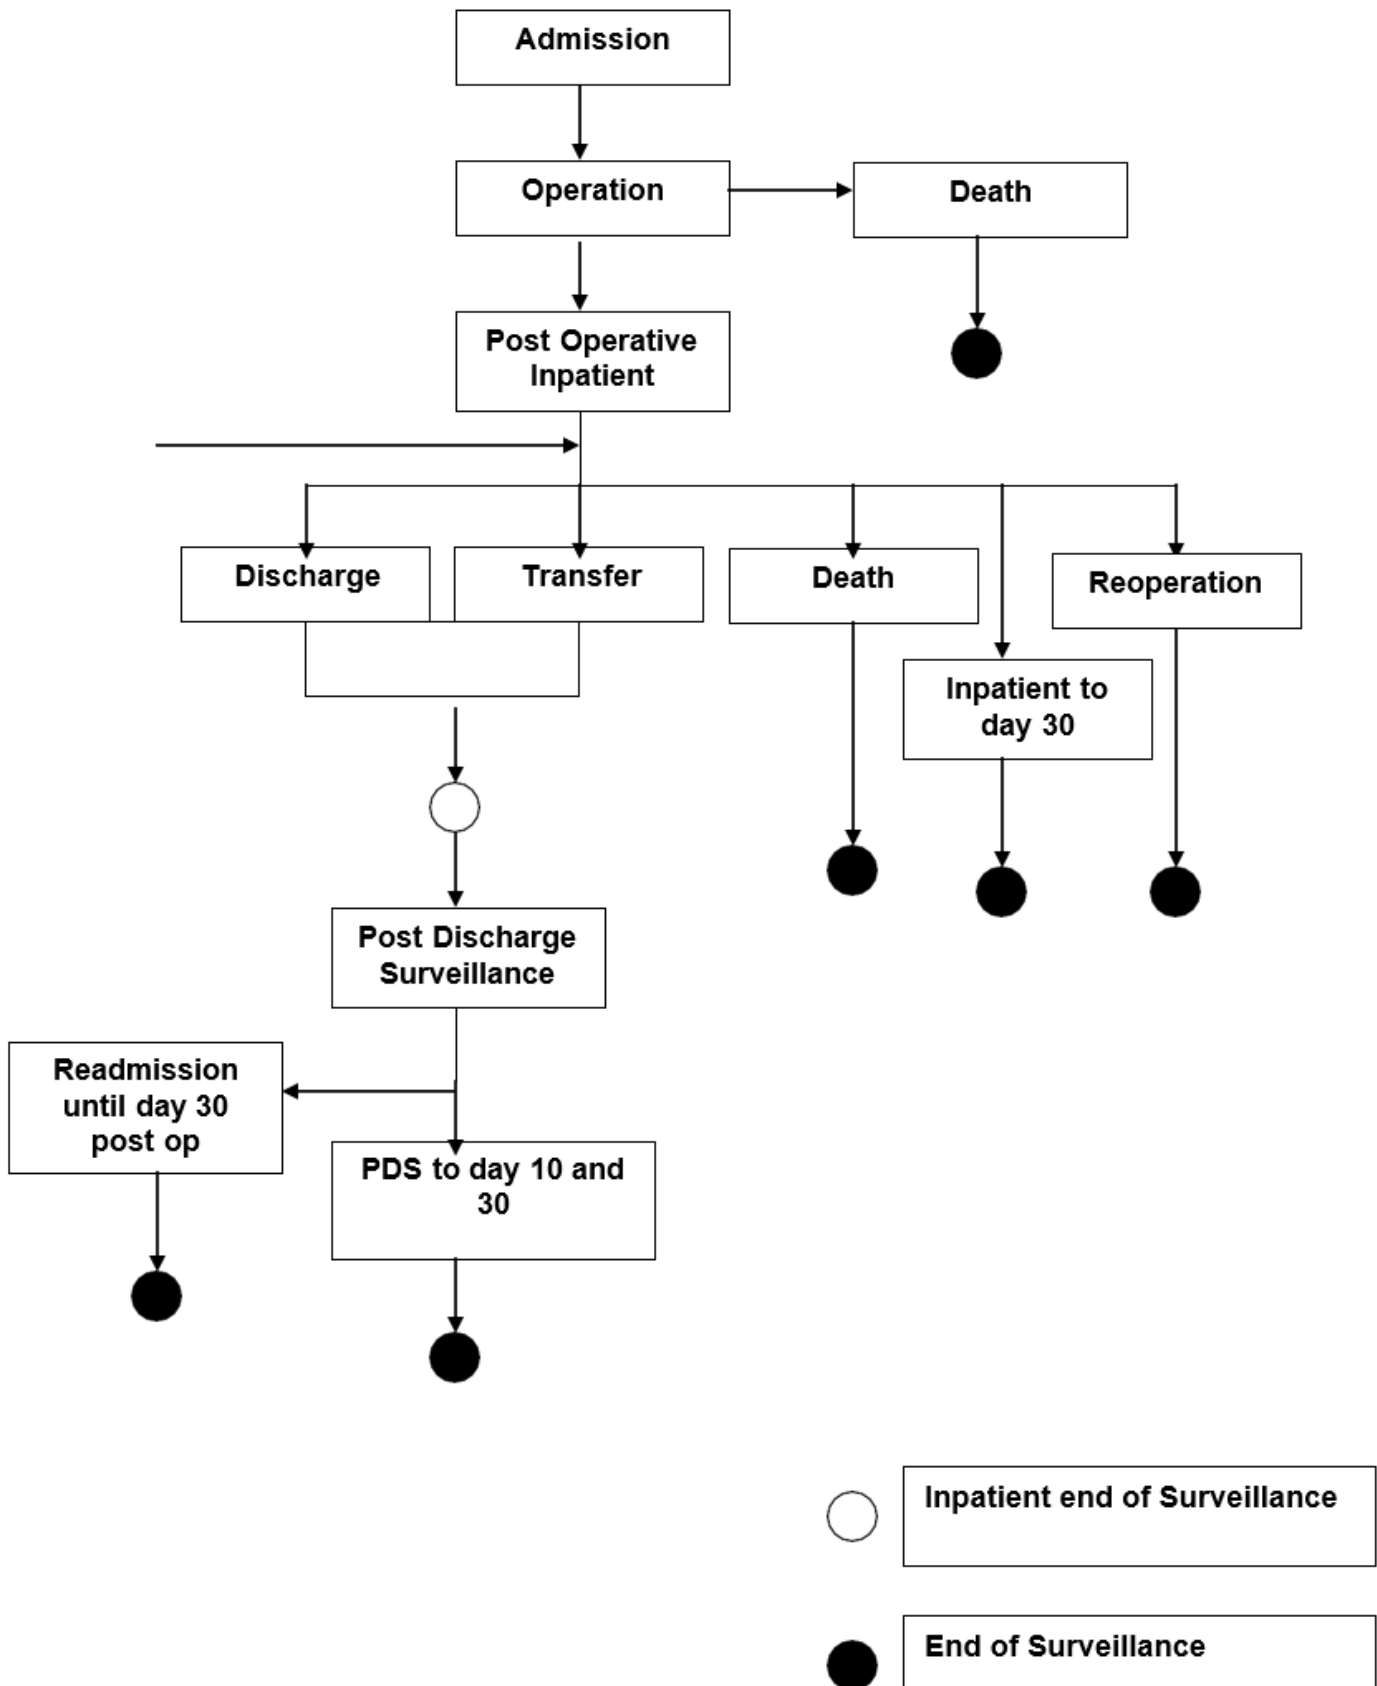 Admission
Operation
Death
Post Operative
Inpatient
Discharge
Transfer
Death
Reoperation
Inpatient to
day 30
Post Discharge
Surveillance
Readmission
until day 30
post op
PDS to day 10 and
30
Inpatient end of Surveillance
End of Surveillance